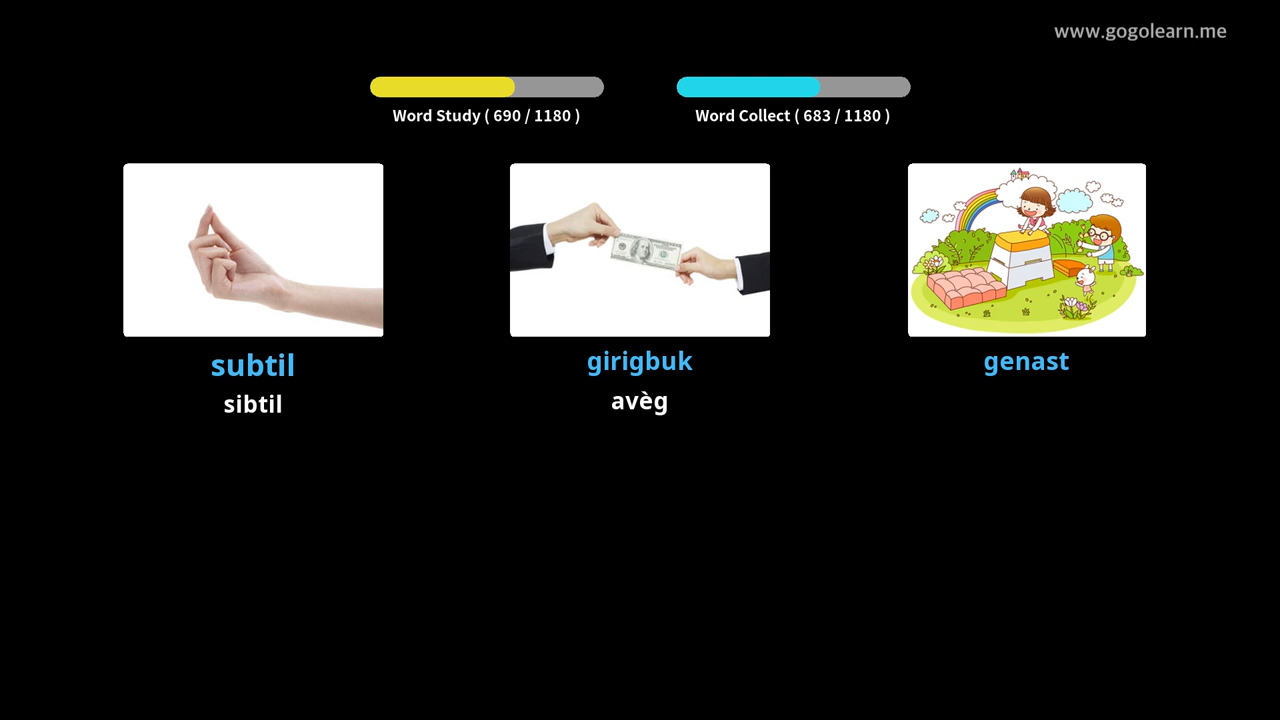 www.gogolearn.me
Word Study ( 690 / 1180 )
Word Collect ( 683 / 1180 )
subtil
sibtil
girigbuk
avèg
genast